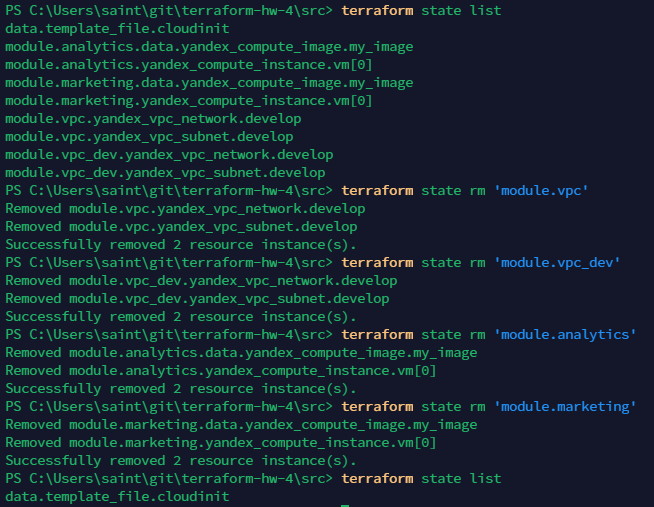 PS C:\Users\saint\git\terraform-hw-4\src> terraform state list
data.template_file.cloudinit
module.analytics.data.yandex_compute_image.my_image
module.analytics.yandex_compute_instance.vm[0]
module.marketing.data.yandex_compute_image.my_image
module.marketing.yandex_compute_instance.vm[0]
module.vpc.yandex_vpc_network.develop
module.vpc.yandex_vpc_subnet.develop
module.vpc_dev.yandex_vpc_network.develop
module.vpc_dev.yandex_vpc_subnet.develop
PS C:\Users\saint\git\terraform-hw-4\src> terraform state rm 'module.vpc'
Removed module.vpc.yandex_vpc_network.develop
Removed module.vpc.yandex_vpc_subnet.develop
Successfully removed 2 resource instance(s).
PS C:\Users\saint\git\terraform-hw-4\src> terraform state rm 'module.vpc_dev'
Removed module.vpc_dev.yandex_vpc_network.develop
Removed module.vpc_dev.yandex_vpc_subnet.develop
Successfully removed 2 resource instance(s).
PS C:\Users\saint\git\terraform-hw-4\src> terraform state rm 'module.analytics'
Removed module.analytics.data.yandex_compute_image.my_image
Removed module.analytics.yandex_compute_instance.vm[0]
Successfully removed 2 resource instance(s).
PS C:\Users\saint\git\terraform-hw-4\src> terraform state rm 'module.marketing'
Removed module.marketing.data.yandex_compute_image.my_image
Removed module.marketing.yandex_compute_instance.vm[0]
Successfully removed 2 resource instance(s).
PS C:\Users\saint\git\terraform-hw-4\src> terraform state list
data.template_file.cloudinit